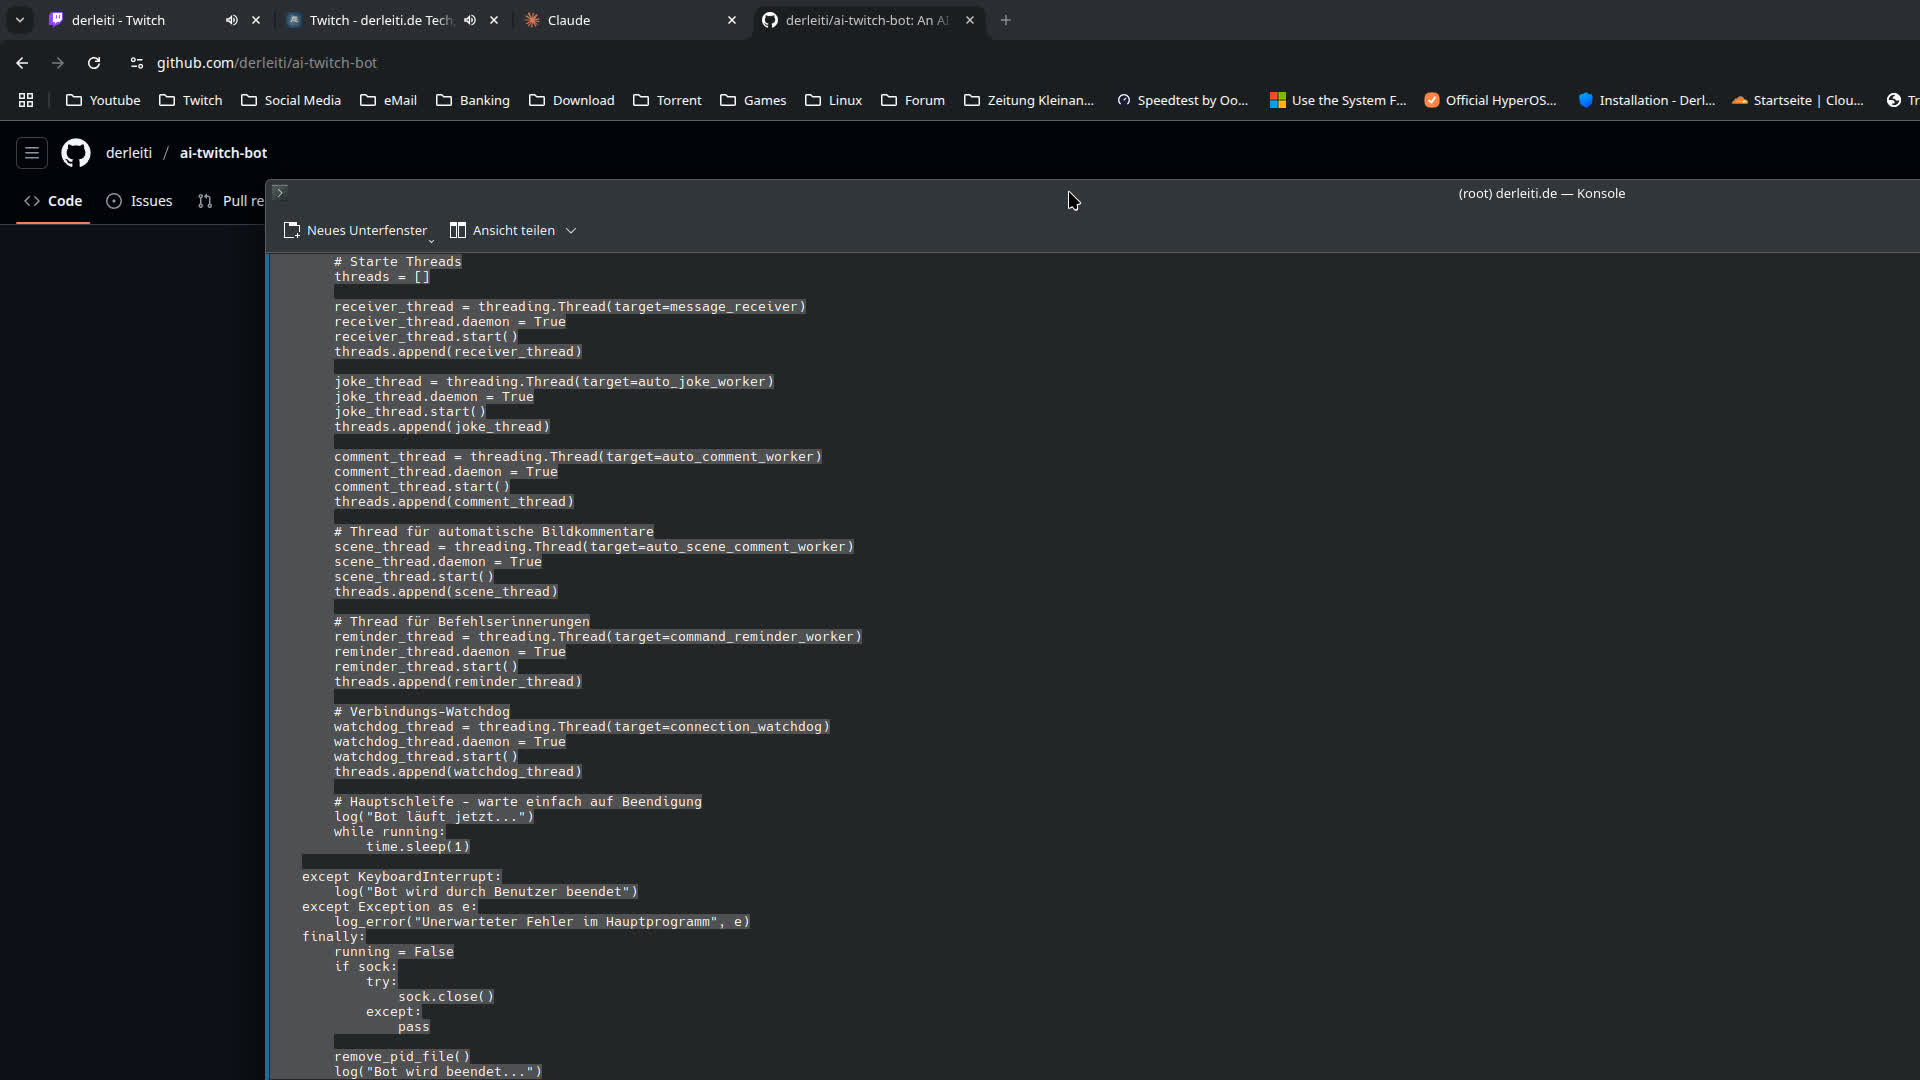 derleiti - Twitch
Twitch - derleiti.de Tech
Claude
derleiti/ai-twitch-bot: An AI
github.com/derleiti/ai-twitch-bot
Youtube Twitch Social Media eMail Banking Download Torrent Games Linux Forum Zeitung Kleinan... Speedtest by Oo... Use the System F... Official HyperOS... Installation - Derl... Startseite | Clou... Tr
derleiti / ai-twitch-bot
Code Issues Pull re
(root) derleiti.de — Konsole
Neues Unterfenster Ansicht teilen
# Starte Threads
threads = []
receiver_thread = threading.Thread(target=message_receiver)
receiver_thread.daemon = True
receiver_thread.start()
threads.append(receiver_thread)
joke_thread = threading.Thread(target=auto_joke_worker)
joke_thread.daemon = True
joke_thread.start()
threads.append(joke_thread)
comment_thread = threading.Thread(target=auto_comment_worker)
comment_thread.daemon = True
comment_thread.start()
threads.append(comment_thread)
# Thread für automatische Bildkommentare
scene_thread = threading.Thread(target=auto_scene_comment_worker)
scene_thread.daemon = True
scene_thread.start()
threads.append(scene_thread)
# Thread für Befehlserinnerungen
reminder_thread = threading.Thread(target=command_reminder_worker)
reminder_thread.daemon = True
reminder_thread.start()
threads.append(reminder_thread)
# Verbindungs-Watchdog
watchdog_thread = threading.Thread(target=connection_watchdog)
watchdog_thread.daemon = True
watchdog_thread.start()
threads.append(watchdog_thread)
# Hauptschleife - warte einfach auf Beendigung
log("Bot läuft jetzt...")
while running:
time.sleep(1)
except KeyboardInterrupt:
log("Bot wird durch Benutzer beendet")
except Exception as e:
log_error("Unerwarteter Fehler im Hauptprogramm", e)
finally:
running = False
if sock:
try:
sock.close()
except:
pass
remove_pid_file()
log("Bot wird beendet...")